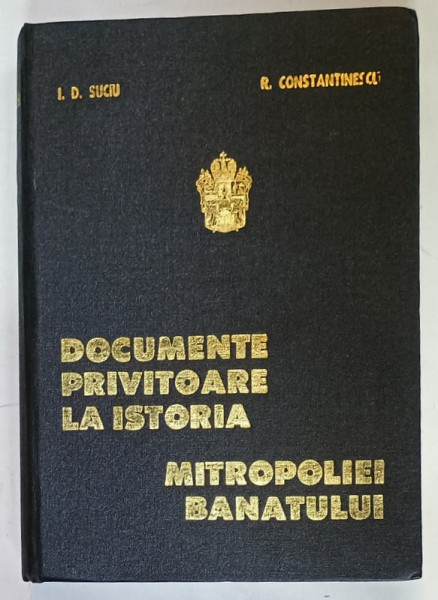 I. D. SUCIU
R. CONSTANTINESCU
DOCUMENTE
PRIVITOARE
LA ISTORIA
MITROPOLIEI
BANATULUI